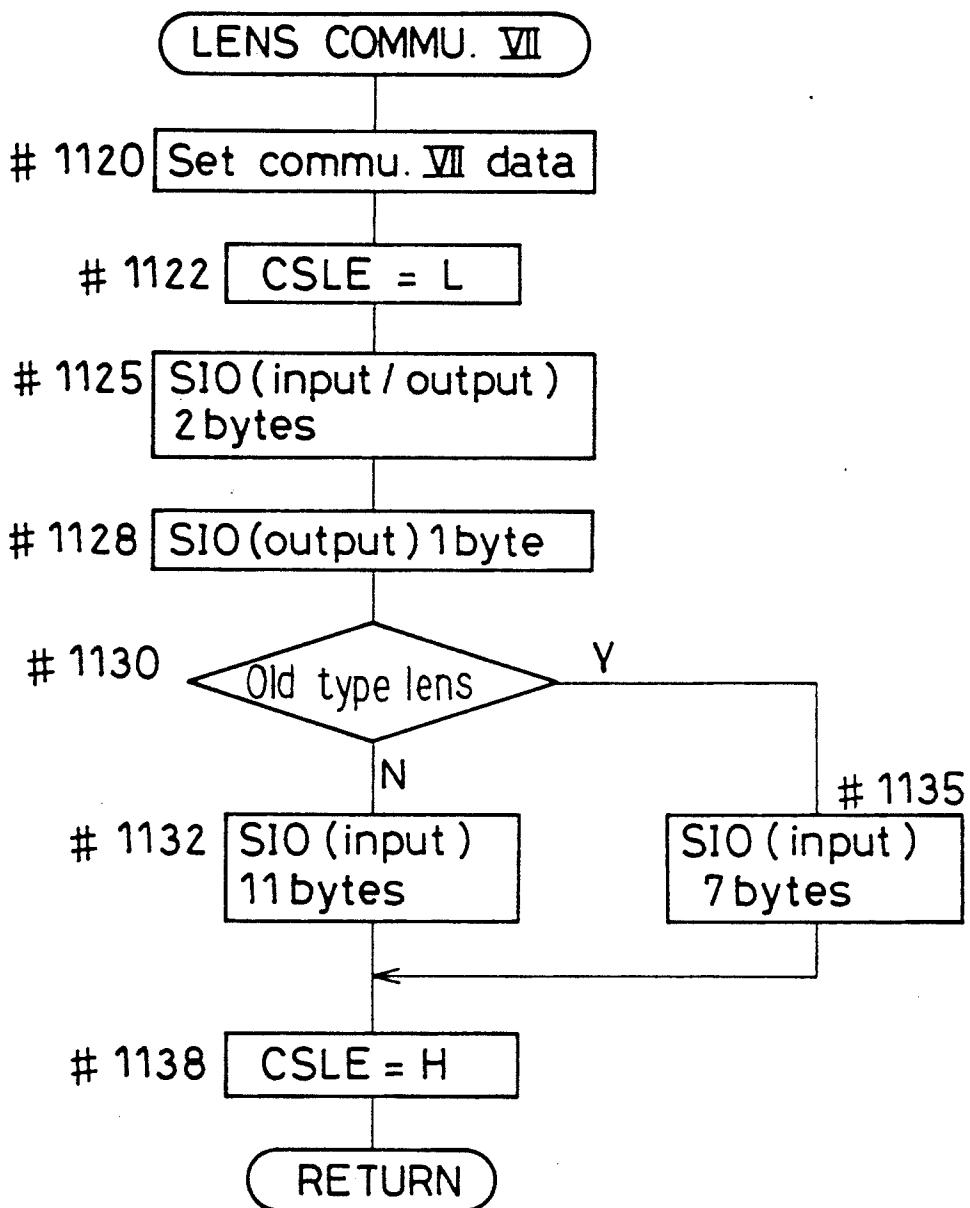 LENS COMMU. Ⅶ
# 1120 Set commu. Ⅶ data
# 1122 CSLE = L
# 1125 SIO (input / output)
2 bytes
# 1128 SIO (output) 1 byte
# 1130 Old type lens
Y
N
# 1135
# 1132 SIO (input)
11 bytes
SIO (input)
7 bytes
# 1138 CSLE = H
RETURN